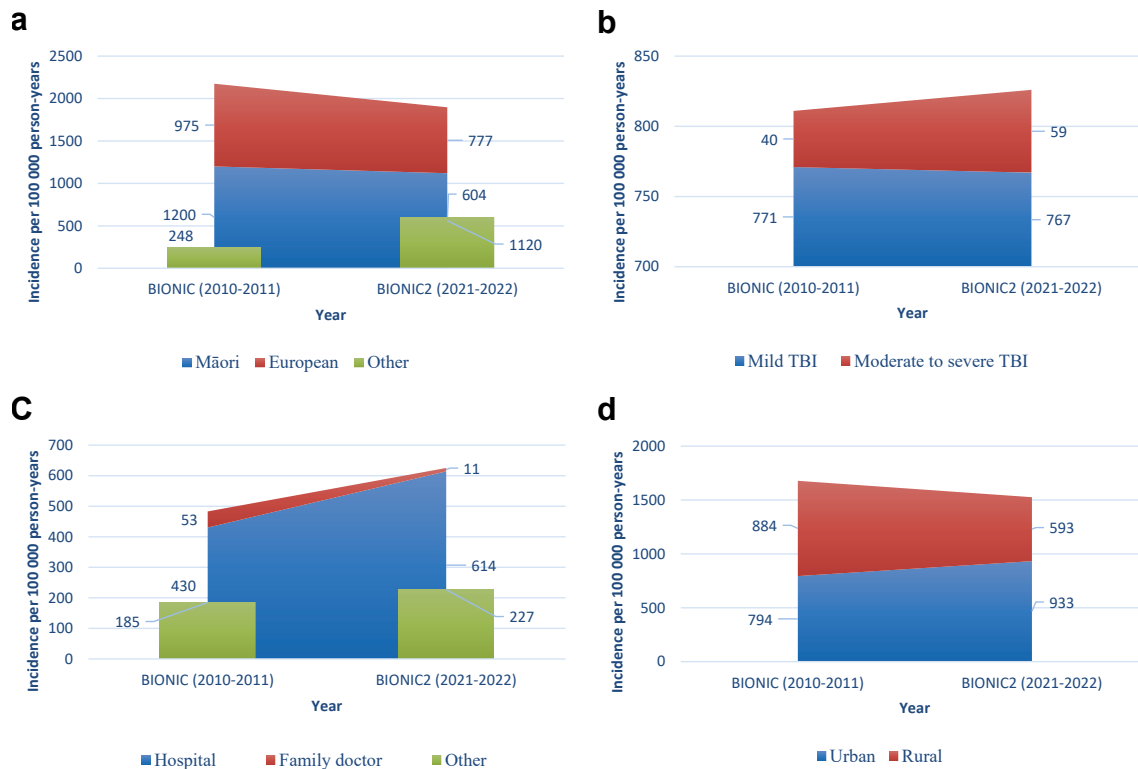 a
Incidence per 100 000 person-years
2500
2000
1500
1000
500
0
975
1200
248
777
604
1120
BIONIC (2010-2011) BIONIC2 (2021-2022)
Year
Māori European Other
b
Incidence per 100 000 person-years
850
800
750
700
40
771
59
767
BIONIC (2010-2011) BIONIC2 (2021-2022)
Year
Mild TBI Moderate to severe TBI
C
Incidence per 100 000 person-years
700
600
500
400
300
200
100
0
53
430
185
11
614
227
BIONIC (2010-2011) BIONIC2 (2021-2022)
Year
Hospital Family doctor Other
d
Incidence per 100 000 person-years
2000
1500
1000
500
0
884
794
593
933
BIONIC (2010-2011) BIONIC2 (2021-2022)
Year
Urban Rural